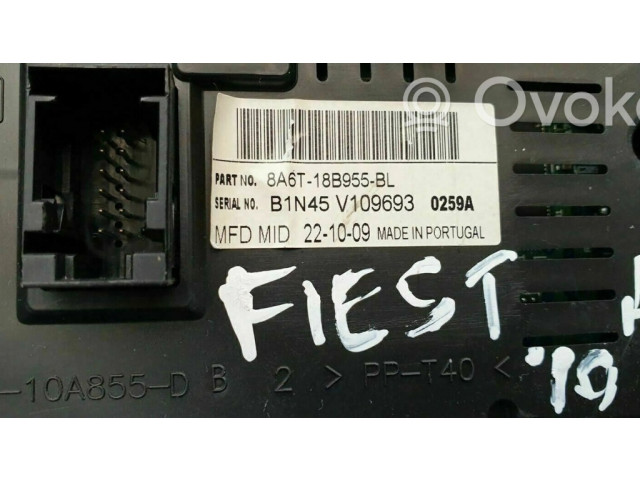 Ovoko
PART NO. 8A6T-18B955-BL
SERIAL NO. B1N45 V109693 0259A
MFD MID 22-10-09 MADE IN PORTUGAL
FIEST
-10A855-D B 2 > PP-T40 <
'10